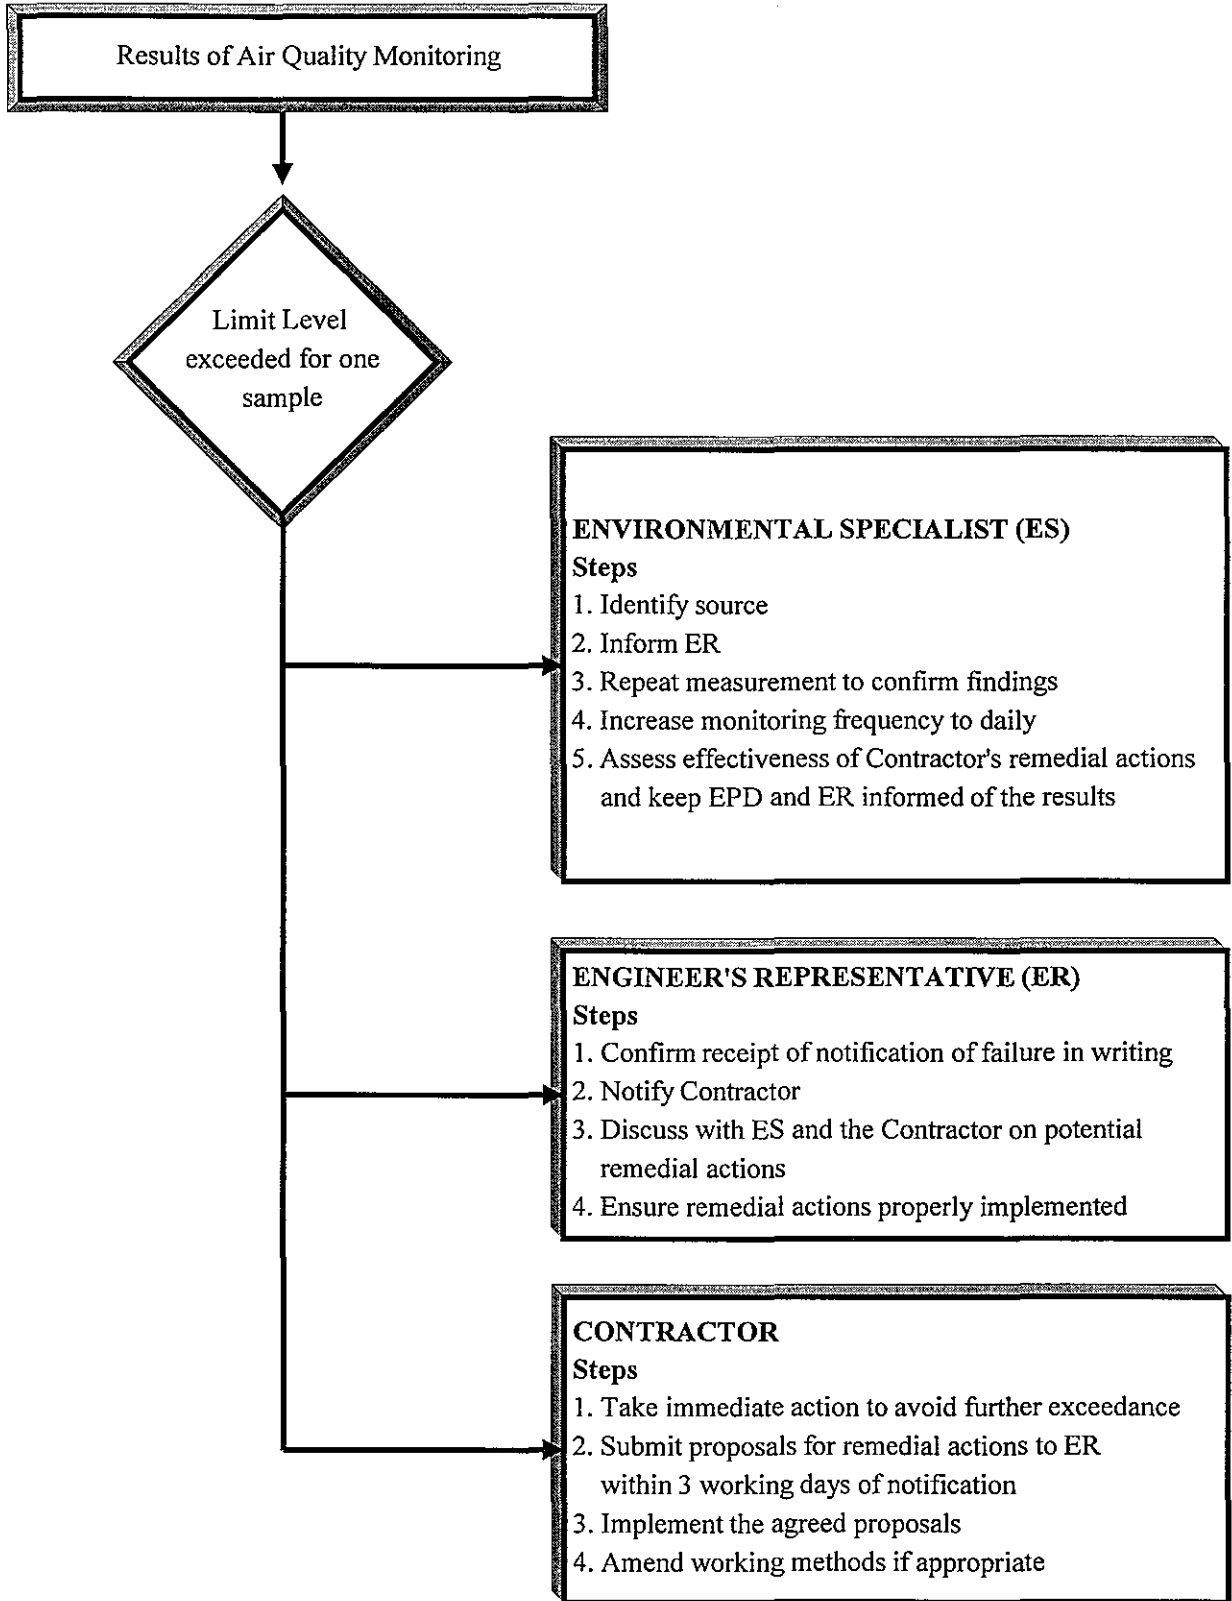 Results of Air Quality Monitoring
Limit Level
exceeded for one
sample
ENVIRONMENTAL SPECIALIST (ES)
Steps
1. Identify source
2. Inform ER
3. Repeat measurement to confirm findings
4. Increase monitoring frequency to daily
5. Assess effectiveness of Contractor's remedial actions
and keep EPD and ER informed of the results
ENGINEER'S REPRESENTATIVE (ER)
Steps
1. Confirm receipt of notification of failure in writing
2. Notify Contractor
3. Discuss with ES and the Contractor on potential
remedial actions
4. Ensure remedial actions properly implemented
CONTRACTOR
Steps
1. Take immediate action to avoid further exceedance
2. Submit proposals for remedial actions to ER
within 3 working days of notification
3. Implement the agreed proposals
4. Amend working methods if appropriate